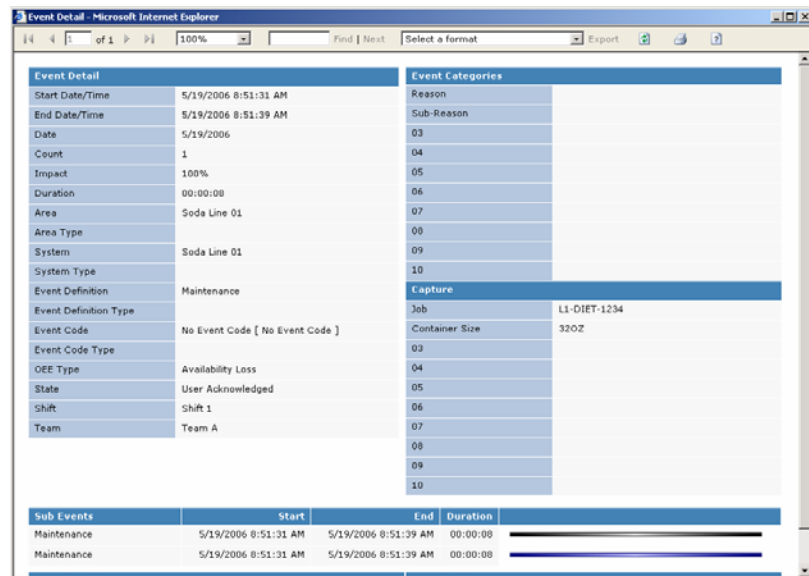 Event Detail - Microsoft Internet Explorer
1 of 1 100% Find | Next Select a format Export
Event Detail
Start Date/Time 5/19/2006 8:51:31 AM
End Date/Time 5/19/2006 8:51:39 AM
Date 5/19/2006
Count 1
Impact 100%
Duration 00:00:08
Area Soda Line 01
Area Type
System Soda Line 01
System Type
Event Definition Maintenance
Event Definition Type
Event Code No Event Code [ No Event Code ]
Event Code Type
OEE Type Availability Loss
State User Acknowledged
Shift Shift 1
Team Team A
Event Categories
Reason
Sub-Reason
03
04
05
06
07
08
09
10
Capture
Job L1-DIET-1234
Container Size 32OZ
03
04
05
06
07
08
09
10
Sub Events Start End Duration
Maintenance 5/19/2006 8:51:31 AM 5/19/2006 8:51:39 AM 00:00:08
Maintenance 5/19/2006 8:51:31 AM 5/19/2006 8:51:39 AM 00:00:08